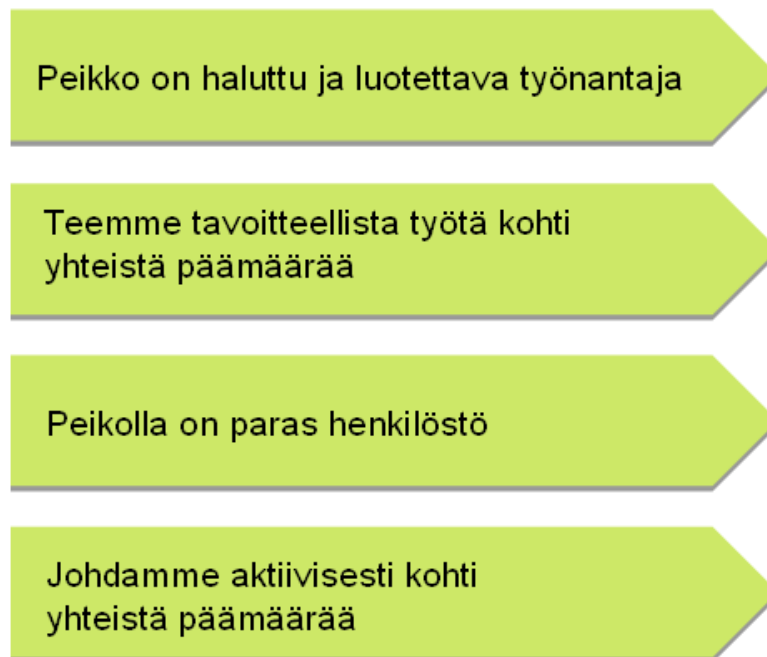 Peikko on haluttu ja luotettava työnantaja
Teemme tavoitteellista työtä kohti
yhteistä päämäärää
Peikolla on paras henkilöstö
Johdamme aktiivisesti kohti
yhteistä päämäärää